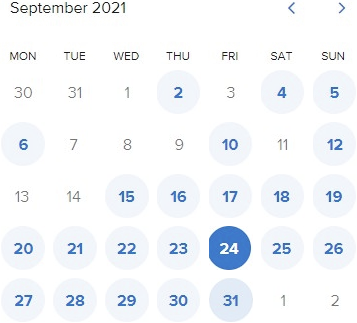 September 2021
MON TUE WED THU FRI SAT SUN
30 31 1 2 3 4 5
6 7 8 9 10 11 12
13 14 15 16 17 18 19
20 21 22 23 24 25 26
27 28 29 30 31 1 2